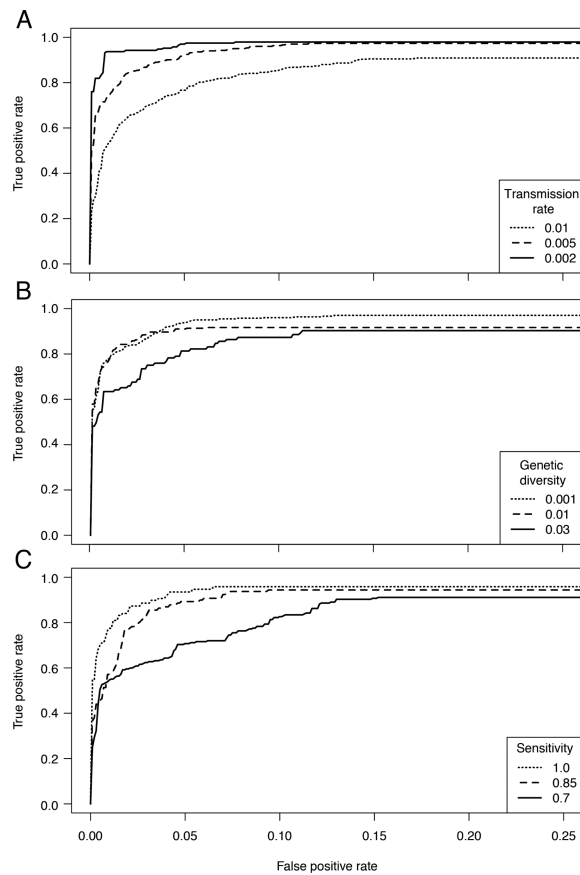 A
1.0
0.8
0.6
0.4
0.2
0.0
True positive rate
Transmission
rate
0.01
0.005
0.002
B
1.0
0.8
0.6
0.4
0.2
0.0
True positive rate
Genetic
diversity
0.001
0.01
0.03
C
1.0
0.8
0.6
0.4
0.2
0.0
True positive rate
Sensitivity
1.0
0.85
0.7
0.00 0.05 0.10 0.15 0.20 0.25
False positive rate